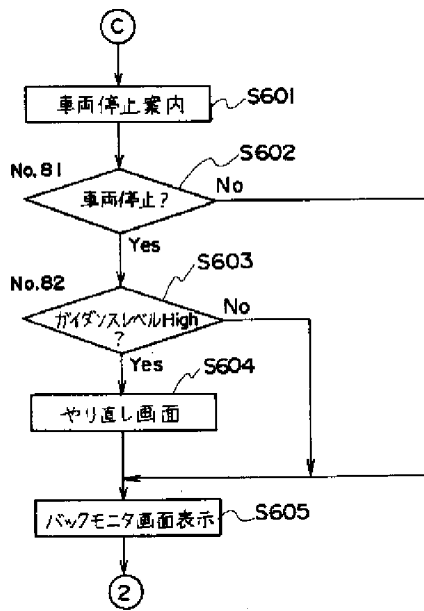 C
車両停止案内
S601
No.81
S602
車両停止?
No
Yes
No.82
S603
ガイダンスレベルHigh
?
No
Yes
S604
やり直し画面
バックモニタ画面表示
S605
2